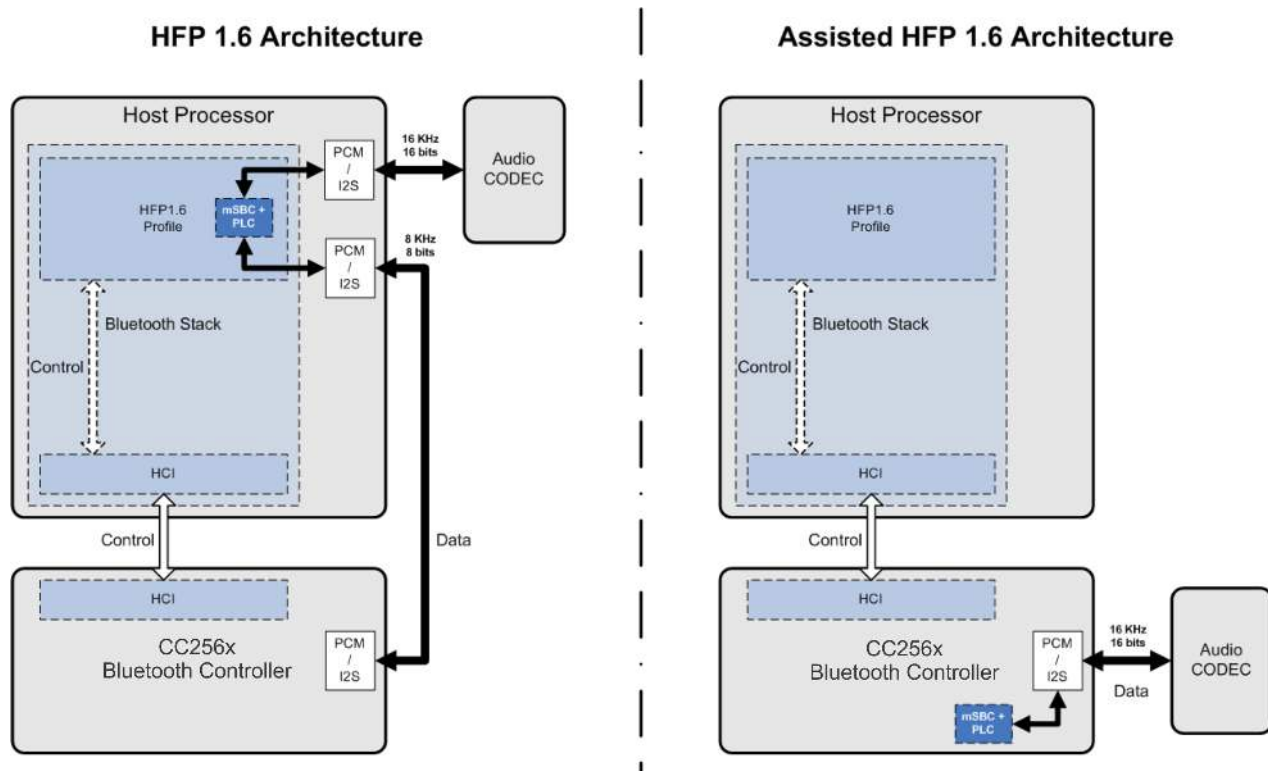 HFP 1.6 Architecture
Host Processor
HFP1.6
Profile
mSBC +
PLC
PCM
/
I2S
16 KHz
16 bits
Audio
CODEC
PCM
/
I2S
8 KHz
8 bits
Bluetooth Stack
Control
HCI
Control
Data
HCI
CC256x
Bluetooth Controller
PCM
/
I2S
Assisted HFP 1.6 Architecture
Host Processor
HFP1.6
Profile
Bluetooth Stack
Control
HCI
Control
HCI
CC256x
Bluetooth Controller
PCM
/
I2S
mSBC +
PLC
16 KHz
16 bits
Data
Audio
CODEC